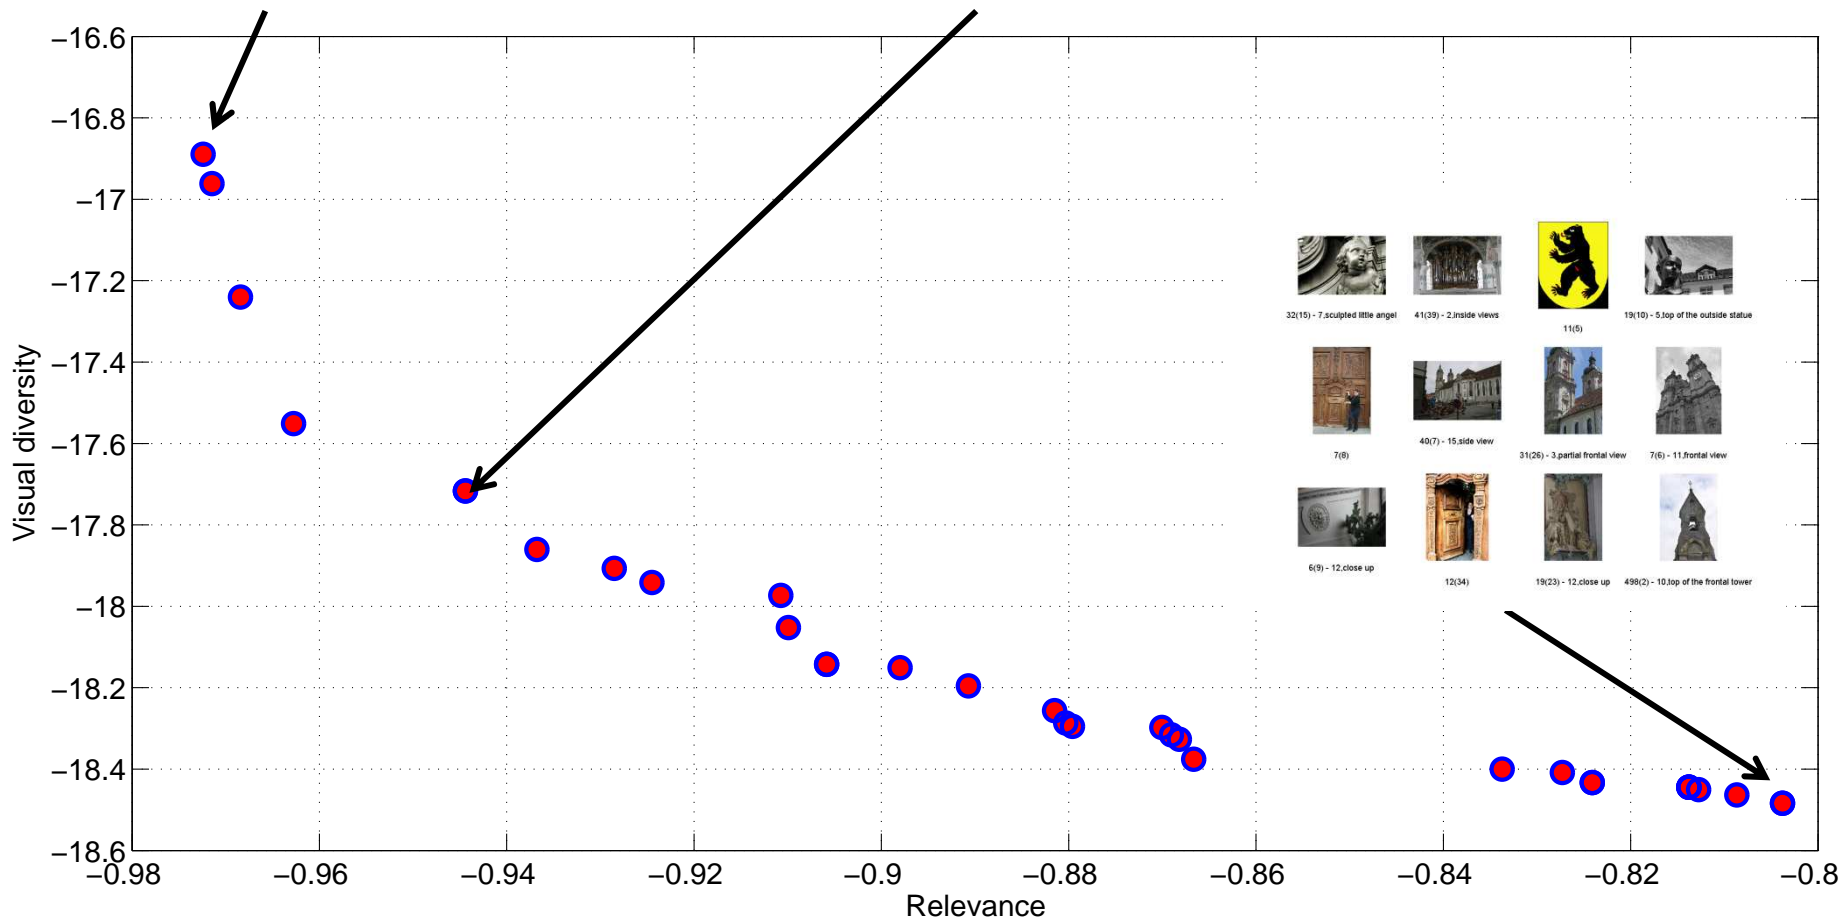 −16.6
−16.8
−17
−17.2
−17.4
−17.6
−17.8
−18
−18.2
−18.4
−18.6
Visual diversity
32(15) - 7,sculpted little angel
41(39) - 2,inside views
11(5)
19(10) - 5,top of the outside statue
7(8)
40(7) - 15,side view
31(26) - 3,partial frontal view
7(6) - 11,frontal view
6(9) - 12,close up
12(34)
19(23) - 12,close up
498(2) - 10,top of the frontal tower
−0.98 −0.96 −0.94 −0.92 −0.9 −0.88 −0.86 −0.84 −0.82 −0.8
Relevance